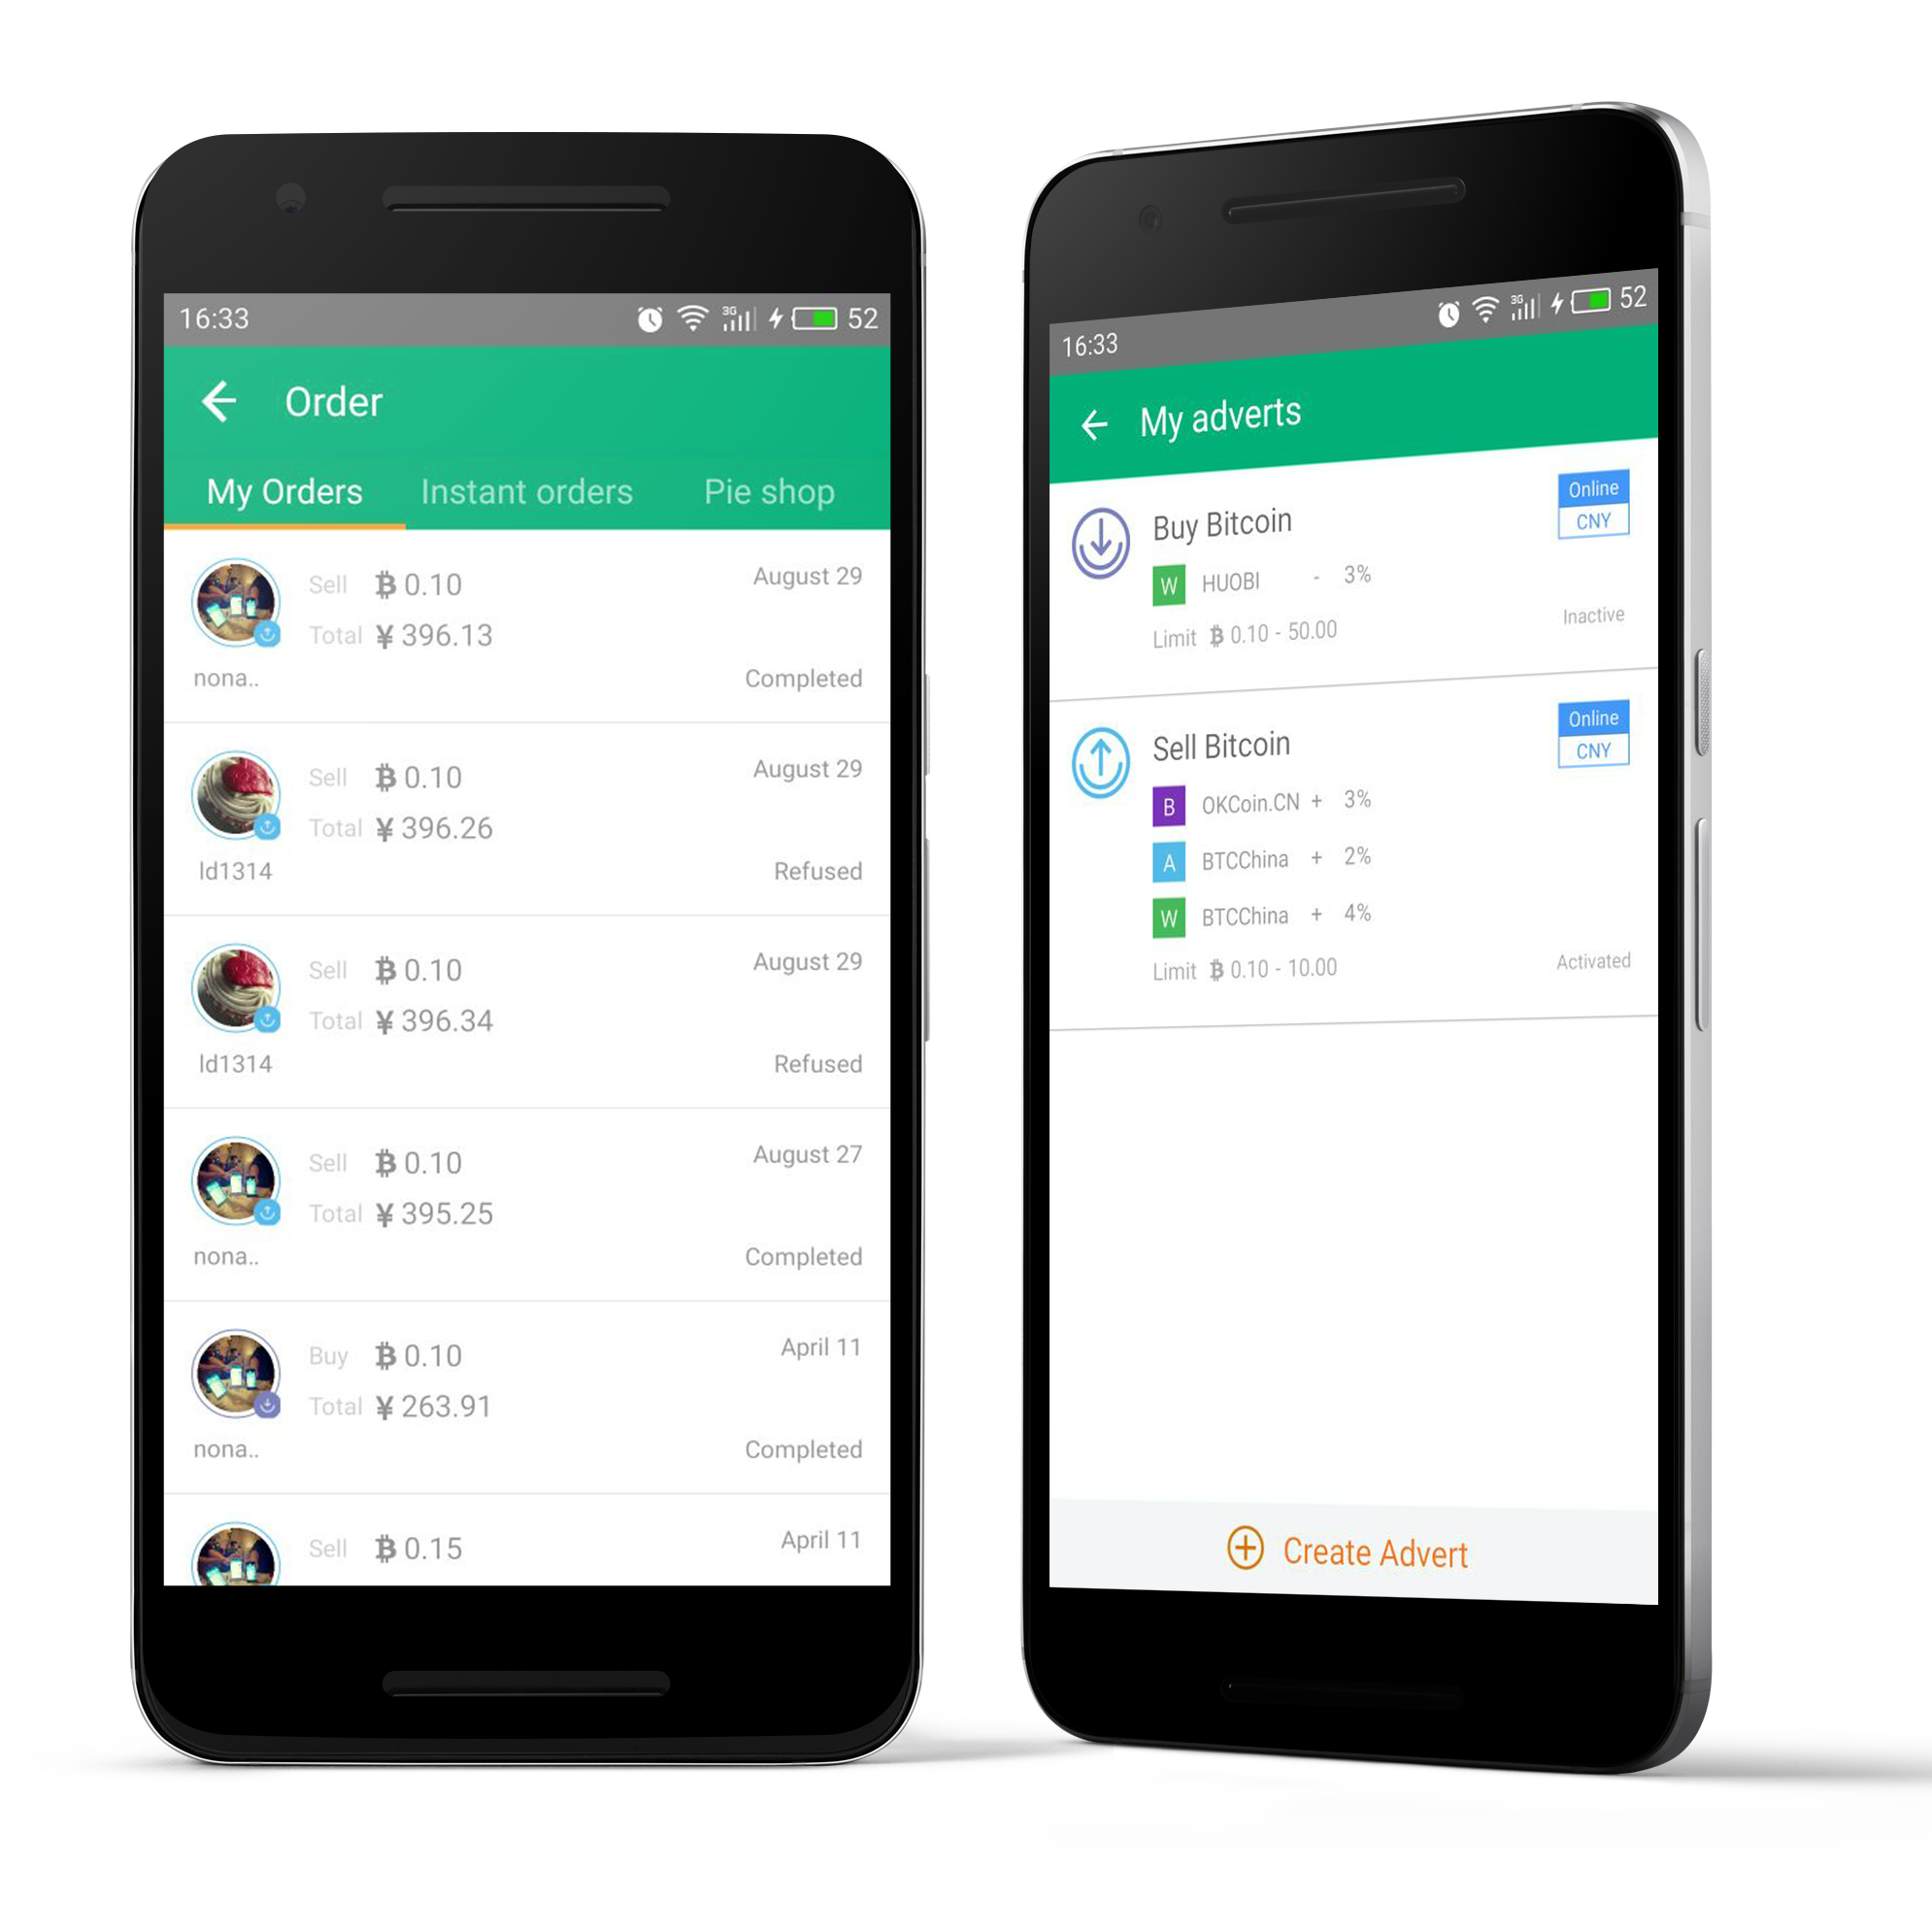 16:33 3G 52
Order
My Orders Instant orders Pie shop
Sell Ƀ 0.10 August 29
Total ¥ 396.13
nona.. Completed
Sell Ƀ 0.10 August 29
Total ¥ 396.26
ld1314 Refused
Sell Ƀ 0.10 August 29
Total ¥ 396.34
ld1314 Refused
Sell Ƀ 0.10 August 27
Total ¥ 395.25
nona.. Completed
Buy Ƀ 0.10 April 11
Total ¥ 263.91
nona.. Completed
Sell Ƀ 0.15 April 11
16:33 3G 52
My adverts
Buy Bitcoin Online
CNY
W HUOBI - 3%
Limit Ƀ 0.10 - 50.00 Inactive
Sell Bitcoin Online
CNY
B OKCoin.CN + 3%
A BTCChina + 2%
W BTCChina + 4%
Limit Ƀ 0.10 - 10.00 Activated
Create Advert